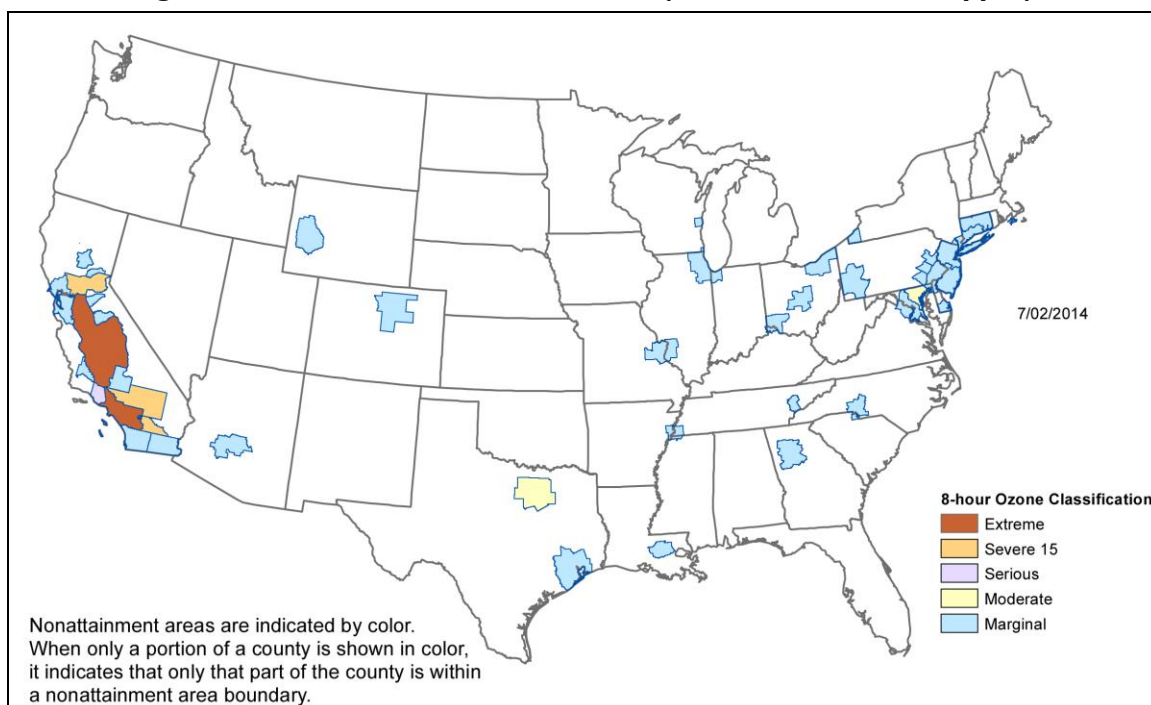 7/02/2014
8-hour Ozone Classification
Extreme
Severe 15
Serious
Moderate
Marginal
Nonattainment areas are indicated by color.
When only a portion of a county is shown in color,
it indicates that only that part of the county is within
a nonattainment area boundary.